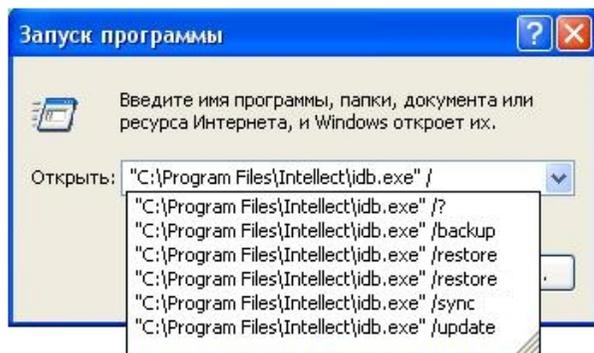 Запуск программы
Введите имя программы, папки, документа или
ресурса Интернета, и Windows откроет их.
Открыть: "C:\Program Files\Intellect\idb.exe" /
"C:\Program Files\Intellect\idb.exe" /?
"C:\Program Files\Intellect\idb.exe" /backup
"C:\Program Files\Intellect\idb.exe" /restore
"C:\Program Files\Intellect\idb.exe" /restore
"C:\Program Files\Intellect\idb.exe" /sync
"C:\Program Files\Intellect\idb.exe" /update